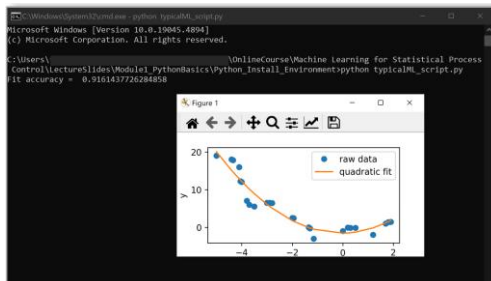 C:\Windows\System32\cmd.exe - python typicalML_script.py
Microsoft Windows [Version 10.0.19045.4894]
(c) Microsoft Corporation. All rights reserved.
C:\Users\ \OnlineCourse\Machine Learning for Statistical Process
Control\LectureSlides\Module1_PythonBasics\Python_Install_Environment>python typicalML_script.py
Fit accuracy = 0.9161437726284858
Figure 1
raw data
quadratic fit
20
10
0
y
−4
−2
0
2